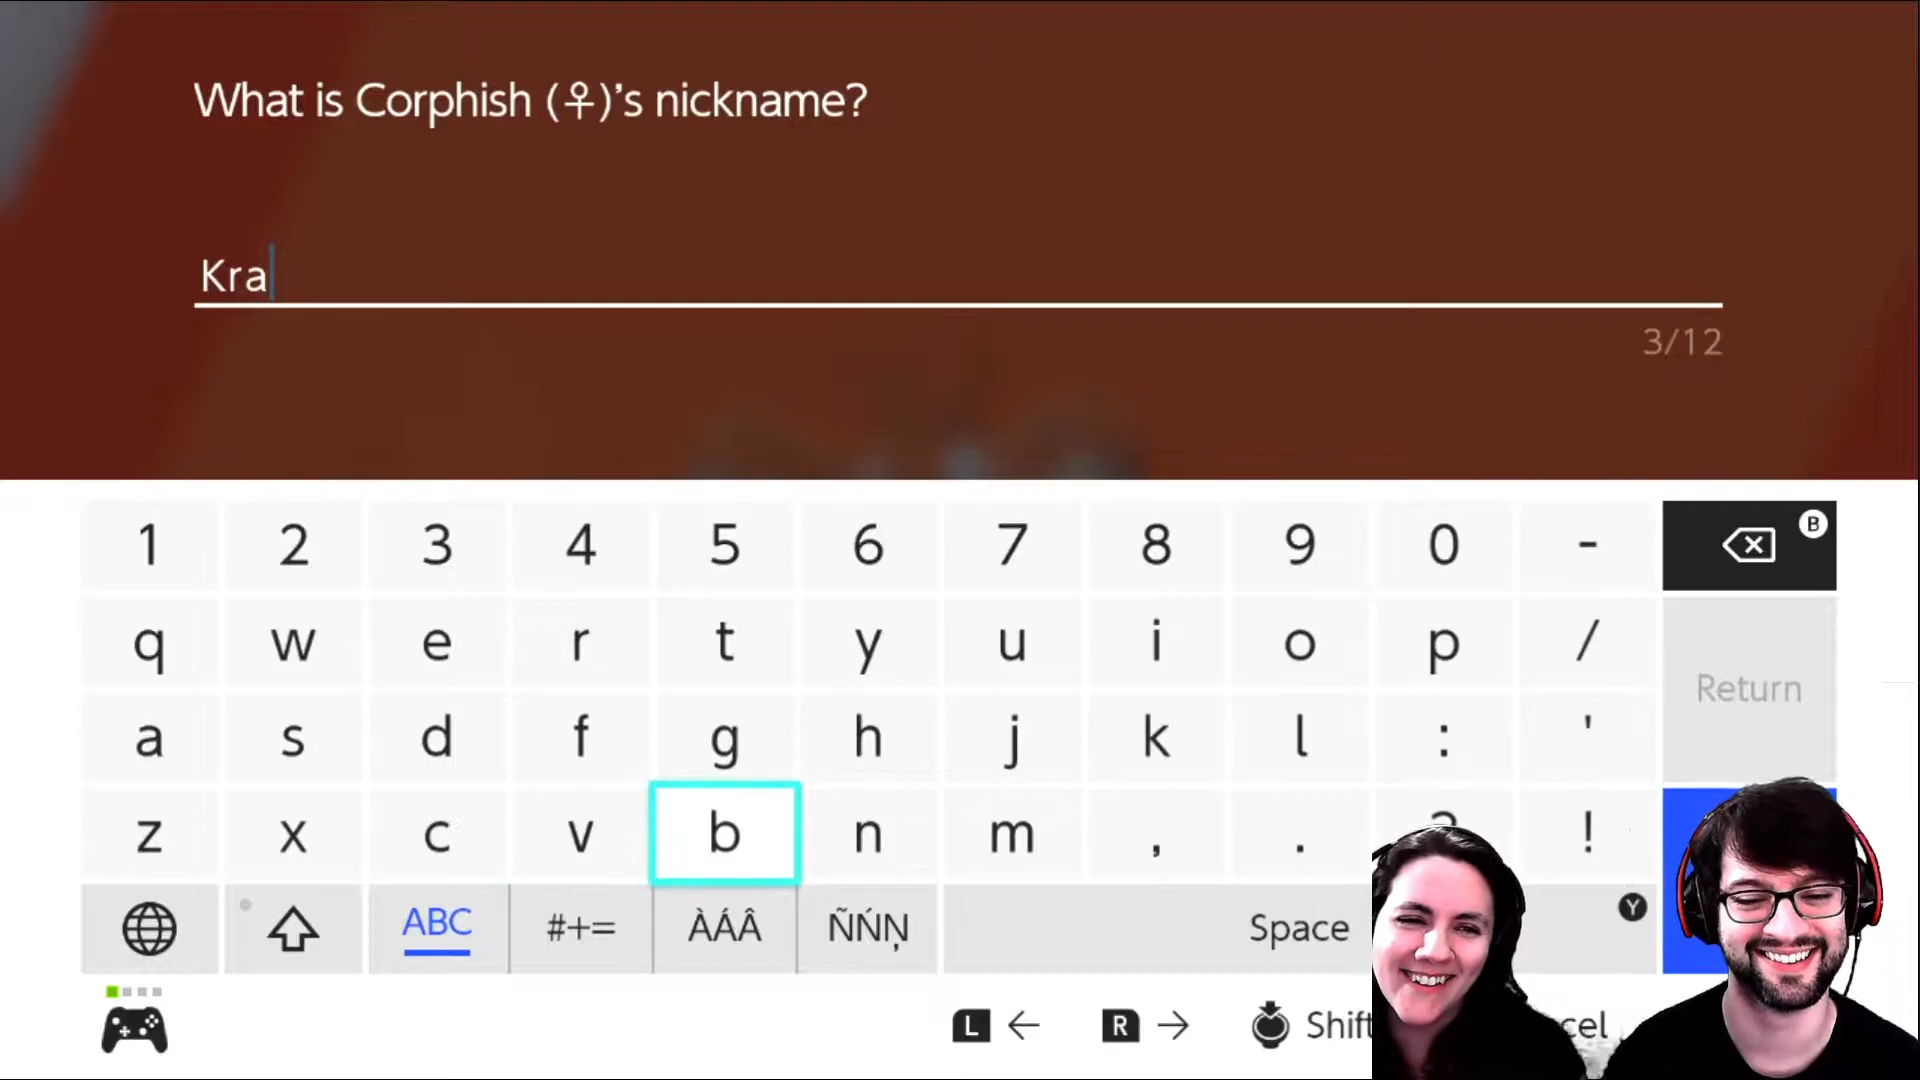 What is Corphish (♀)'s nickname?
Kra
3/12
1 2 3 4 5 6 7 8 9 0 - B
q w e r t y u i o p /
Return
a s d f g h j k l : '
z x c v b n m , . ? !
ABC #+= ÀÁÂ ÑŃŅ Space Y
L ← R → Shift